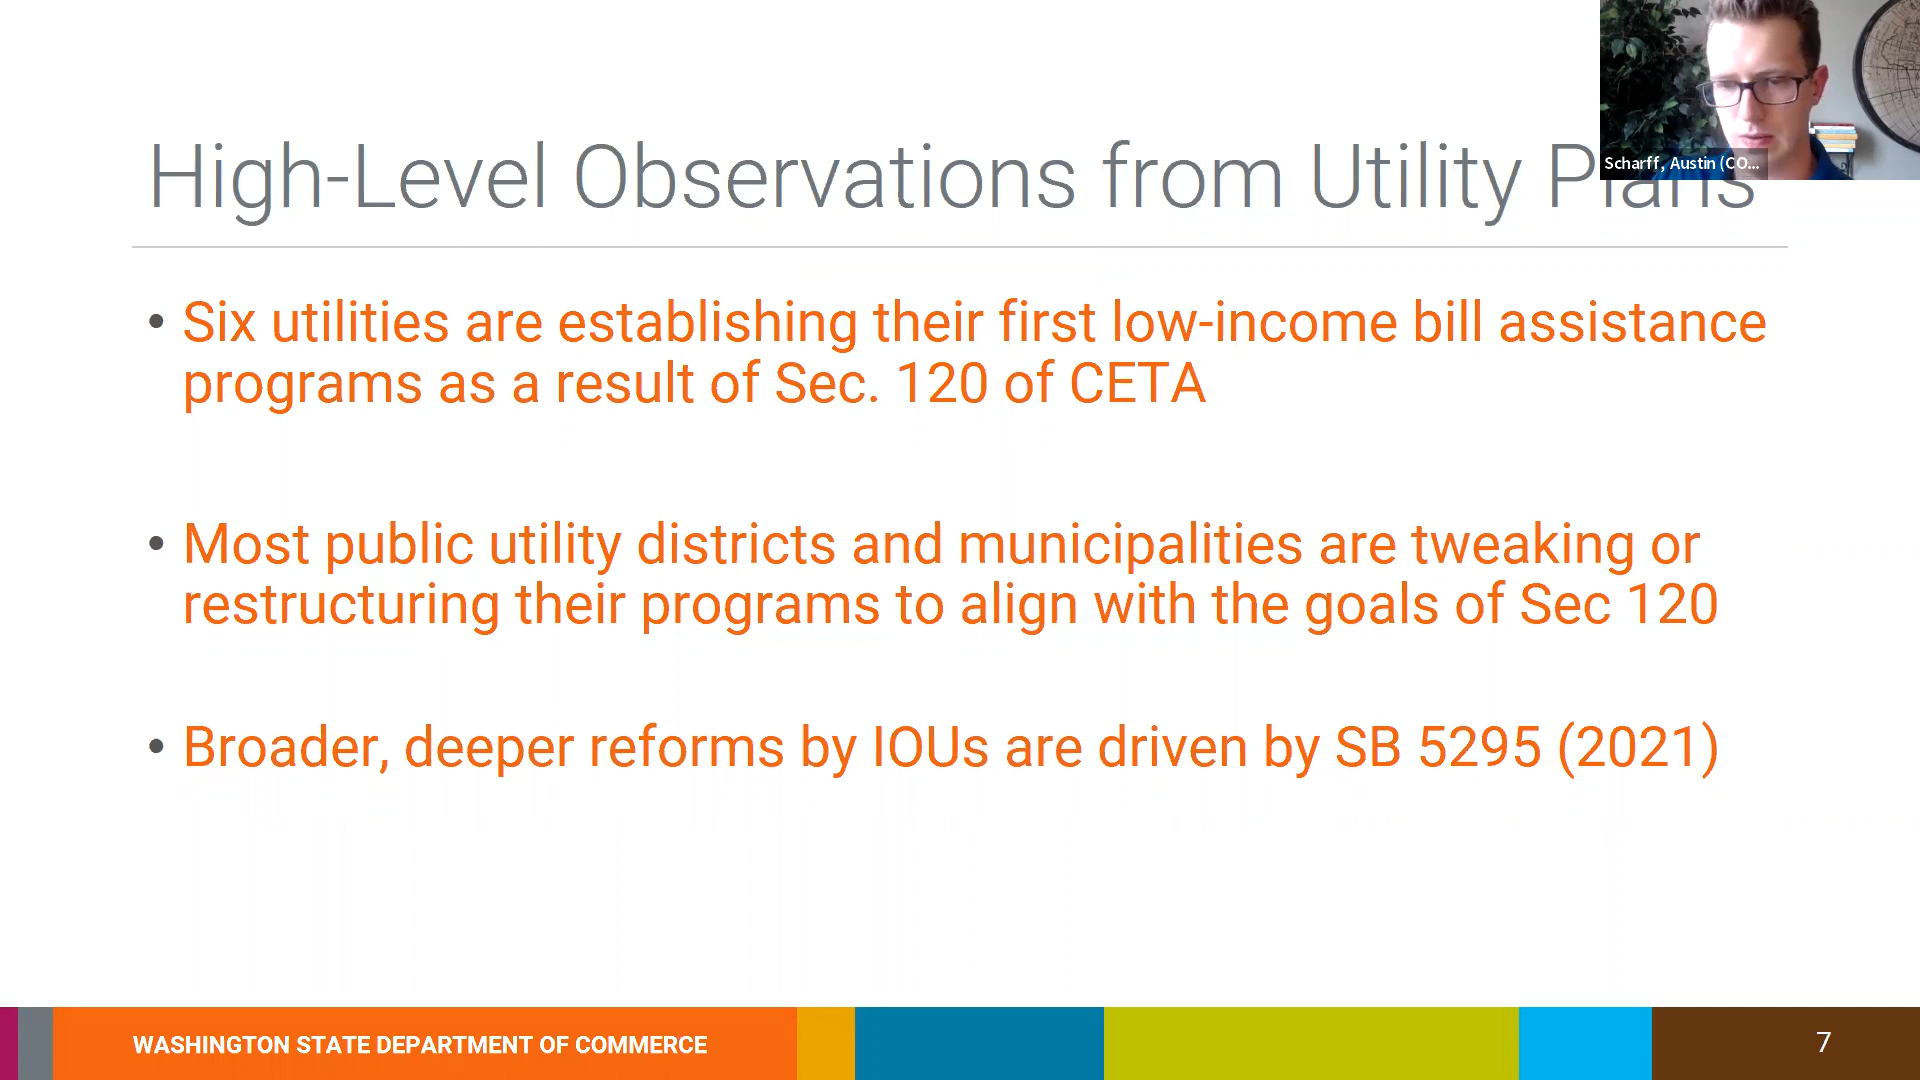 High-Level Observations from Utility Plans
Scharff, Austin (CO...
• Six utilities are establishing their first low-income bill assistance
programs as a result of Sec. 120 of CETA
• Most public utility districts and municipalities are tweaking or
restructuring their programs to align with the goals of Sec 120
• Broader, deeper reforms by IOUs are driven by SB 5295 (2021)
WASHINGTON STATE DEPARTMENT OF COMMERCE
7